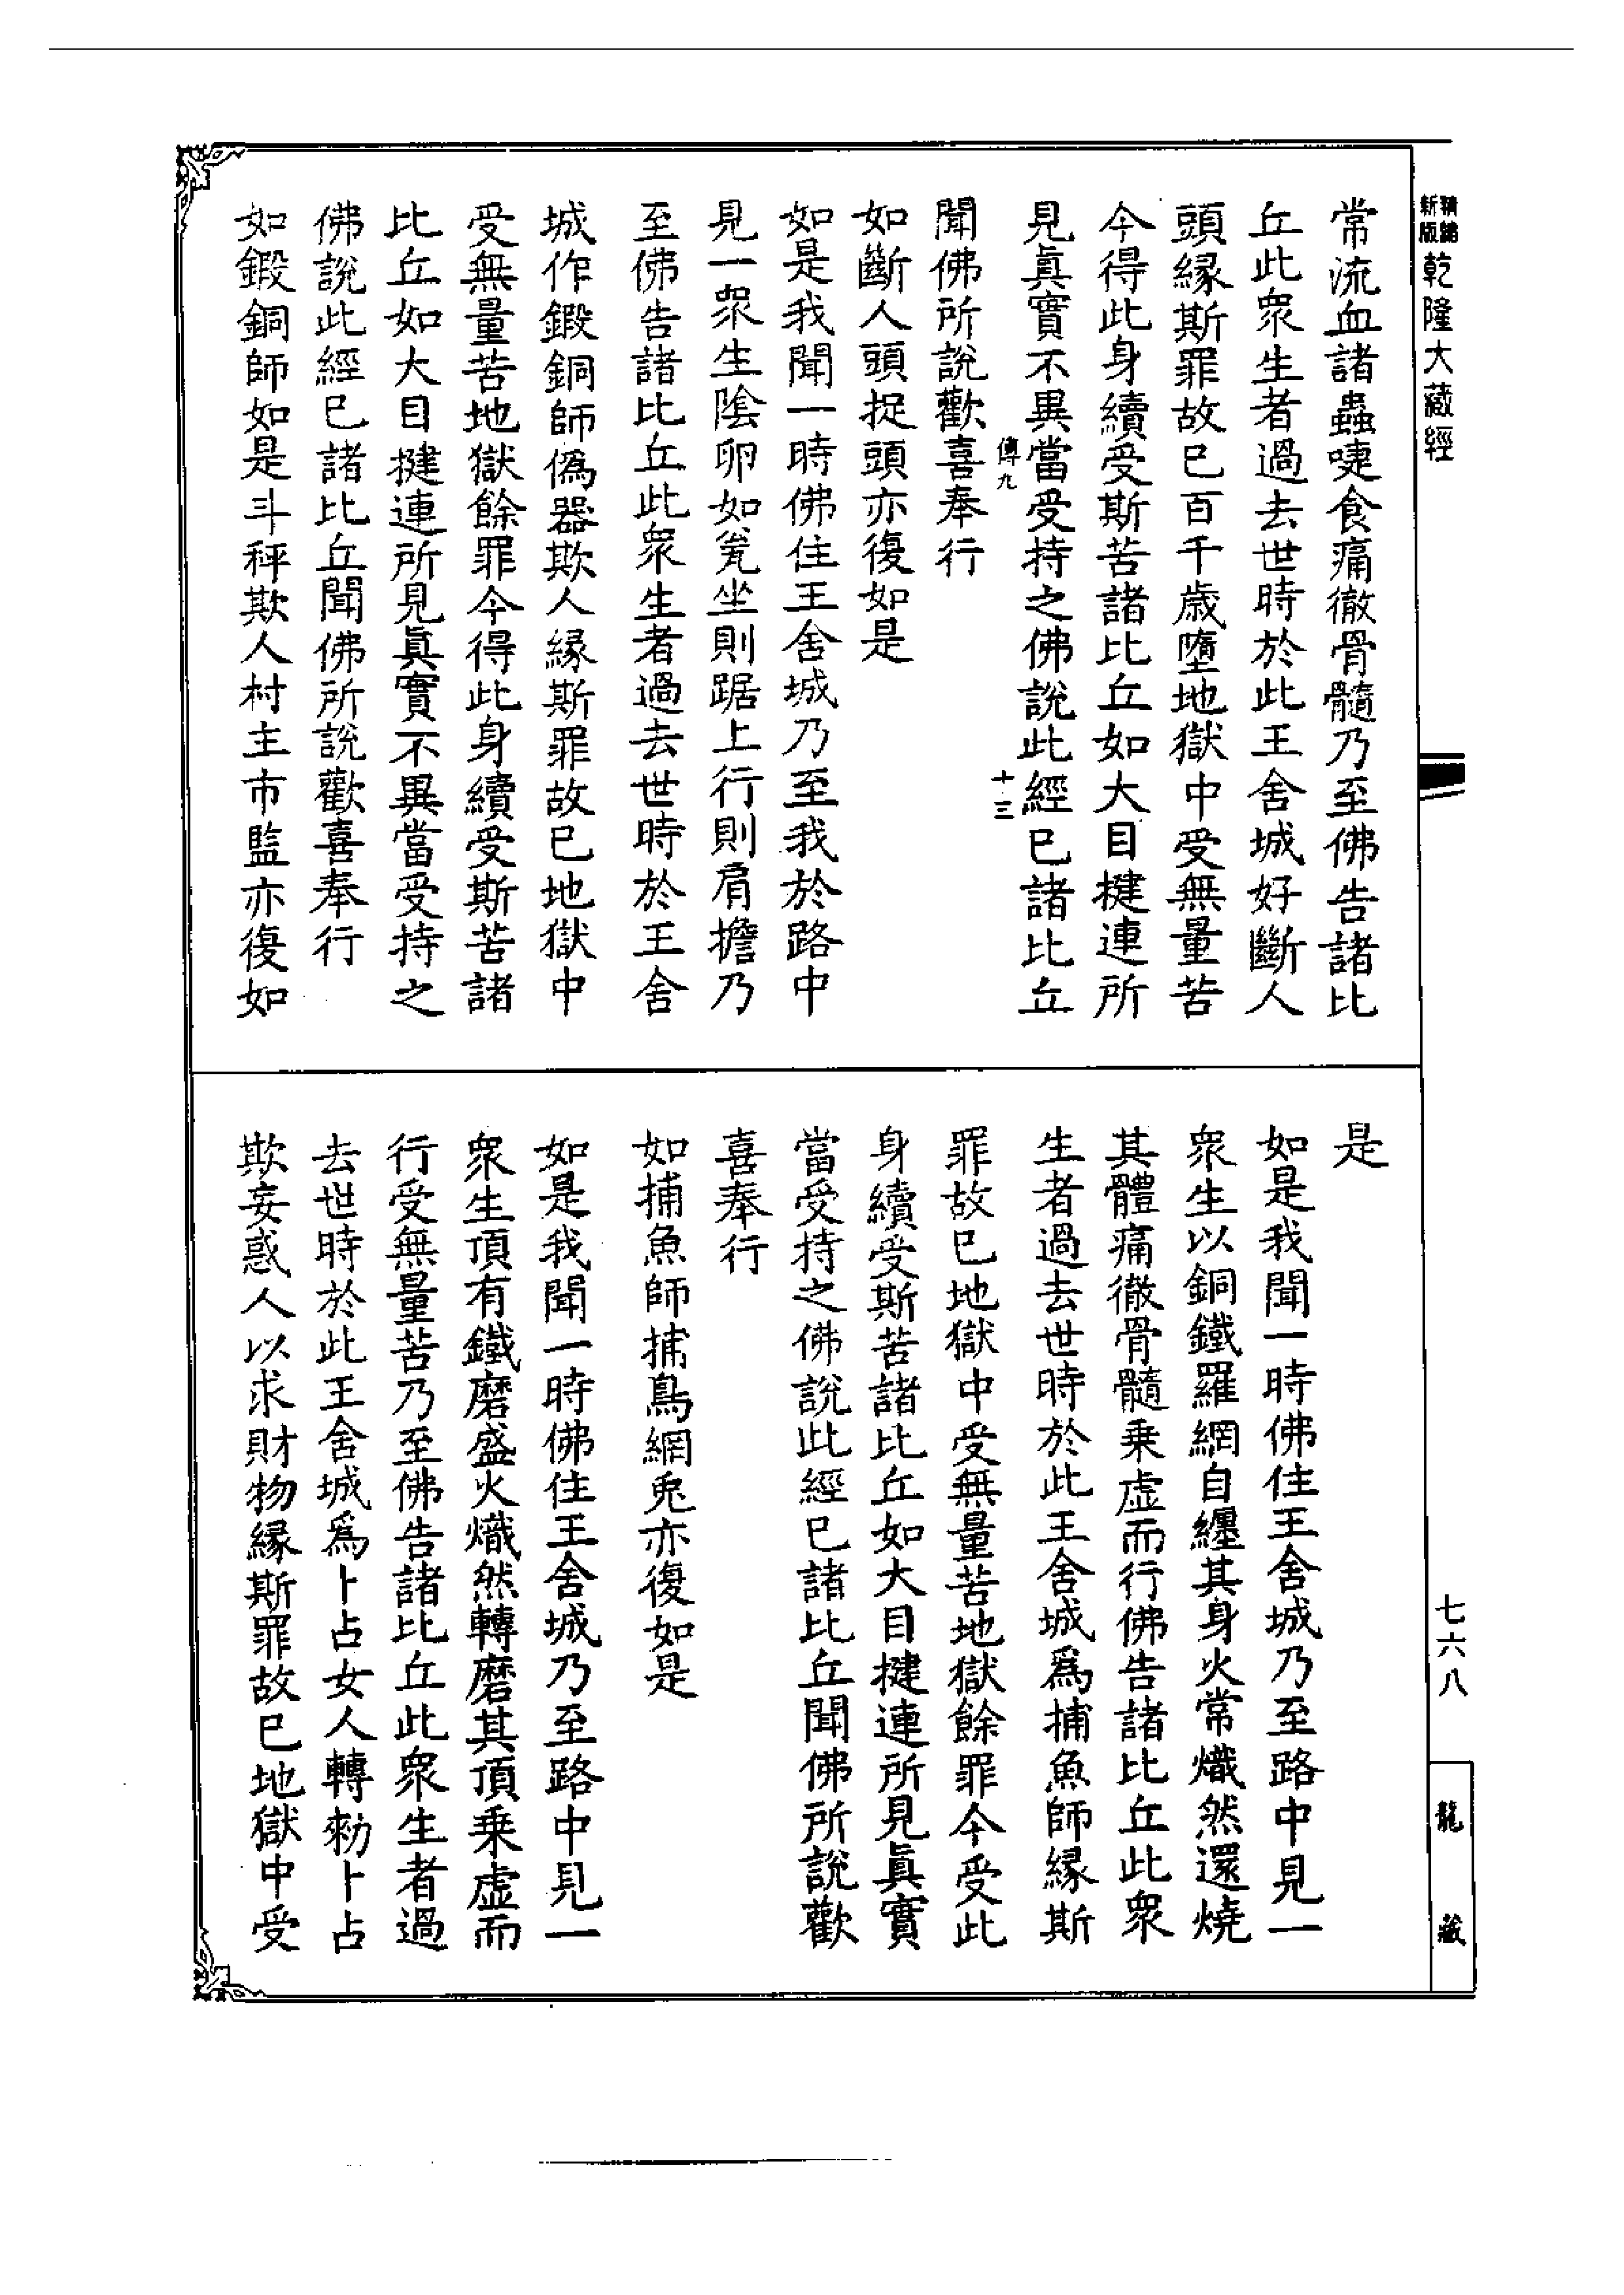 新版
精縮
乾隆大藏經
常流血諸蟲唼食痛徹骨髓乃至佛告諸比
丘此眾生者過去世時於此王舍城好斷人
頭緣斯罪故已百千歲墮地獄中受無量苦
今得此身續受斯苦諸比丘如大目揵連所
見真實不異當受持之佛說此經已諸比丘
傅九
十三
聞佛所說歡喜奉行
如斷人頭捉頭亦復如是
如是我聞一時佛住王舍城乃至我於路中
見一眾生陰卵如瓮坐則踞上行則肩擔乃
至佛告諸比丘此眾生者過去世時於王舍
城作鍛銅師偽器欺人緣斯罪故已地獄中
受無量苦地獄餘罪今得此身續受斯苦諸
比丘如大目揵連所見真實不異當受持之
佛說此經已諸比丘聞佛所說歡喜奉行
如鍛銅師如是斗秤欺人村主市監亦復如
是
如是我聞一時佛住王舍城乃至路中見一
眾生以銅鐵羅網自纏其身火常熾然還燒
其體痛徹骨髓乘虛而行佛告諸比丘此眾
生者過去世時於此王舍城為捕魚師緣斯
罪故已地獄中受無量苦地獄餘罪今受此
身續受斯苦諸比丘如大目揵連所見真實
當受持之佛說此經已諸比丘聞佛所說歡
喜奉行
如捕魚師捕鳥網兔亦復如是
如是我聞一時佛住王舍城乃至路中見一
眾生頂有鐵磨盛火熾然轉磨其頂乘虛而
行受無量苦乃至佛告諸比丘此眾生者過
去世時於此王舍城為卜占女人轉勑卜占
欺妄惑人以求財物緣斯罪故已地獄中受
七六八
龍藏